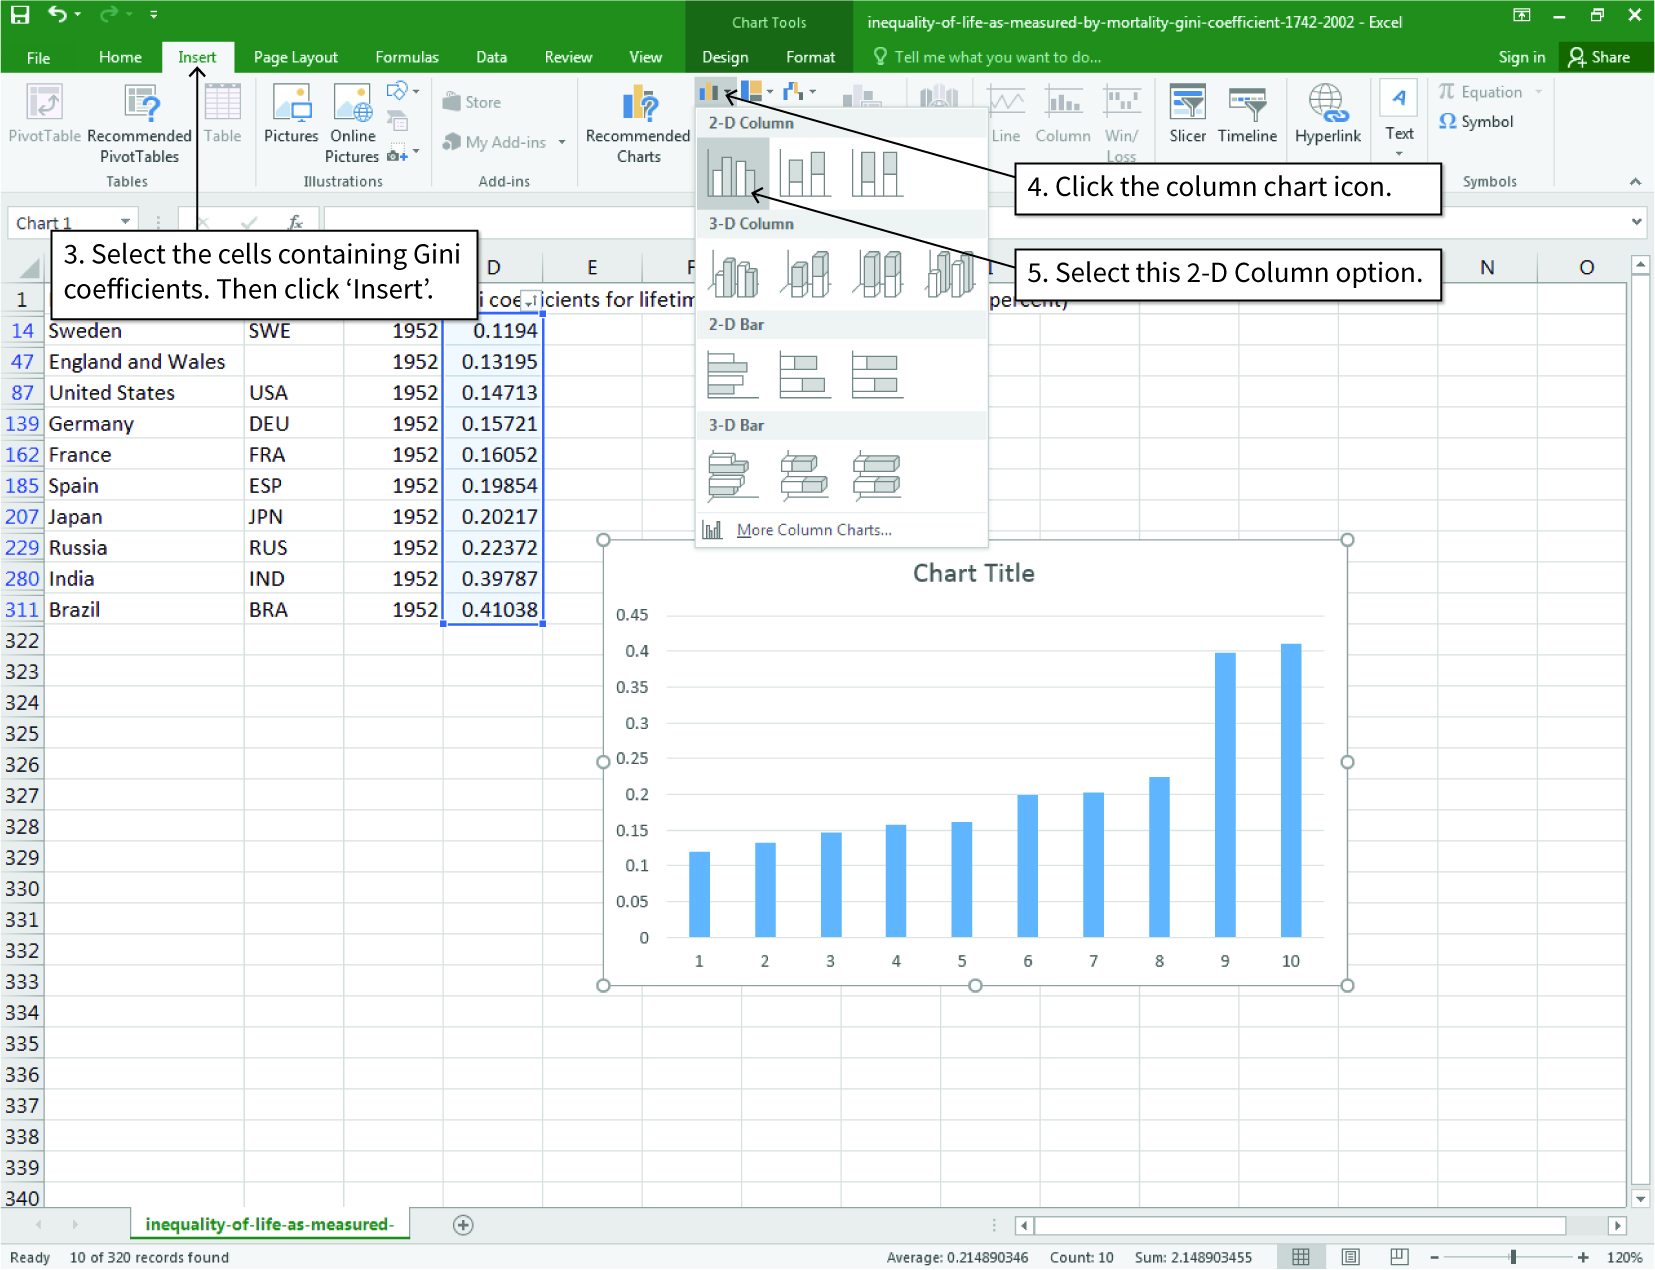 Chart Tools
inequality-of-life-as-measured-by-mortality-gini-coefficient-1742-2002 - Excel
File Home Insert Page Layout Formulas Data Review View Design Format Tell me what you want to do... Sign in Share
PivotTable Recommended PivotTables Table
Tables
Pictures Online Pictures
Illustrations
Store
My Add-ins
Add-ins
Recommended Charts
Line Column Win/ Loss
Slicer Timeline
Hyperlink
Text
Equation
Symbol
Symbols
2-D Column
3-D Column
2-D Bar
3-D Bar
More Column Charts...
4. Click the column chart icon.
5. Select this 2-D Column option.
Chart 1 fx
3. Select the cells containing Gini
coefficients. Then click ‘Insert’.
D E F N O
1 icients for lifetim percent)
14 Sweden SWE 1952 0.1194
47 England and Wales 1952 0.13195
87 United States USA 1952 0.14713
139 Germany DEU 1952 0.15721
162 France FRA 1952 0.16052
185 Spain ESP 1952 0.19854
207 Japan JPN 1952 0.20217
229 Russia RUS 1952 0.22372
280 India IND 1952 0.39787
311 Brazil BRA 1952 0.41038
322
323
324
325
326
327
328
329
330
331
332
333
334
335
336
337
338
339
340
Chart Title
0.45
0.4
0.35
0.3
0.25
0.2
0.15
0.1
0.05
0
1 2 3 4 5 6 7 8 9 10
inequality-of-life-as-measured-
Ready 10 of 320 records found Average: 0.214890346 Count: 10 Sum: 2.148903455 120%